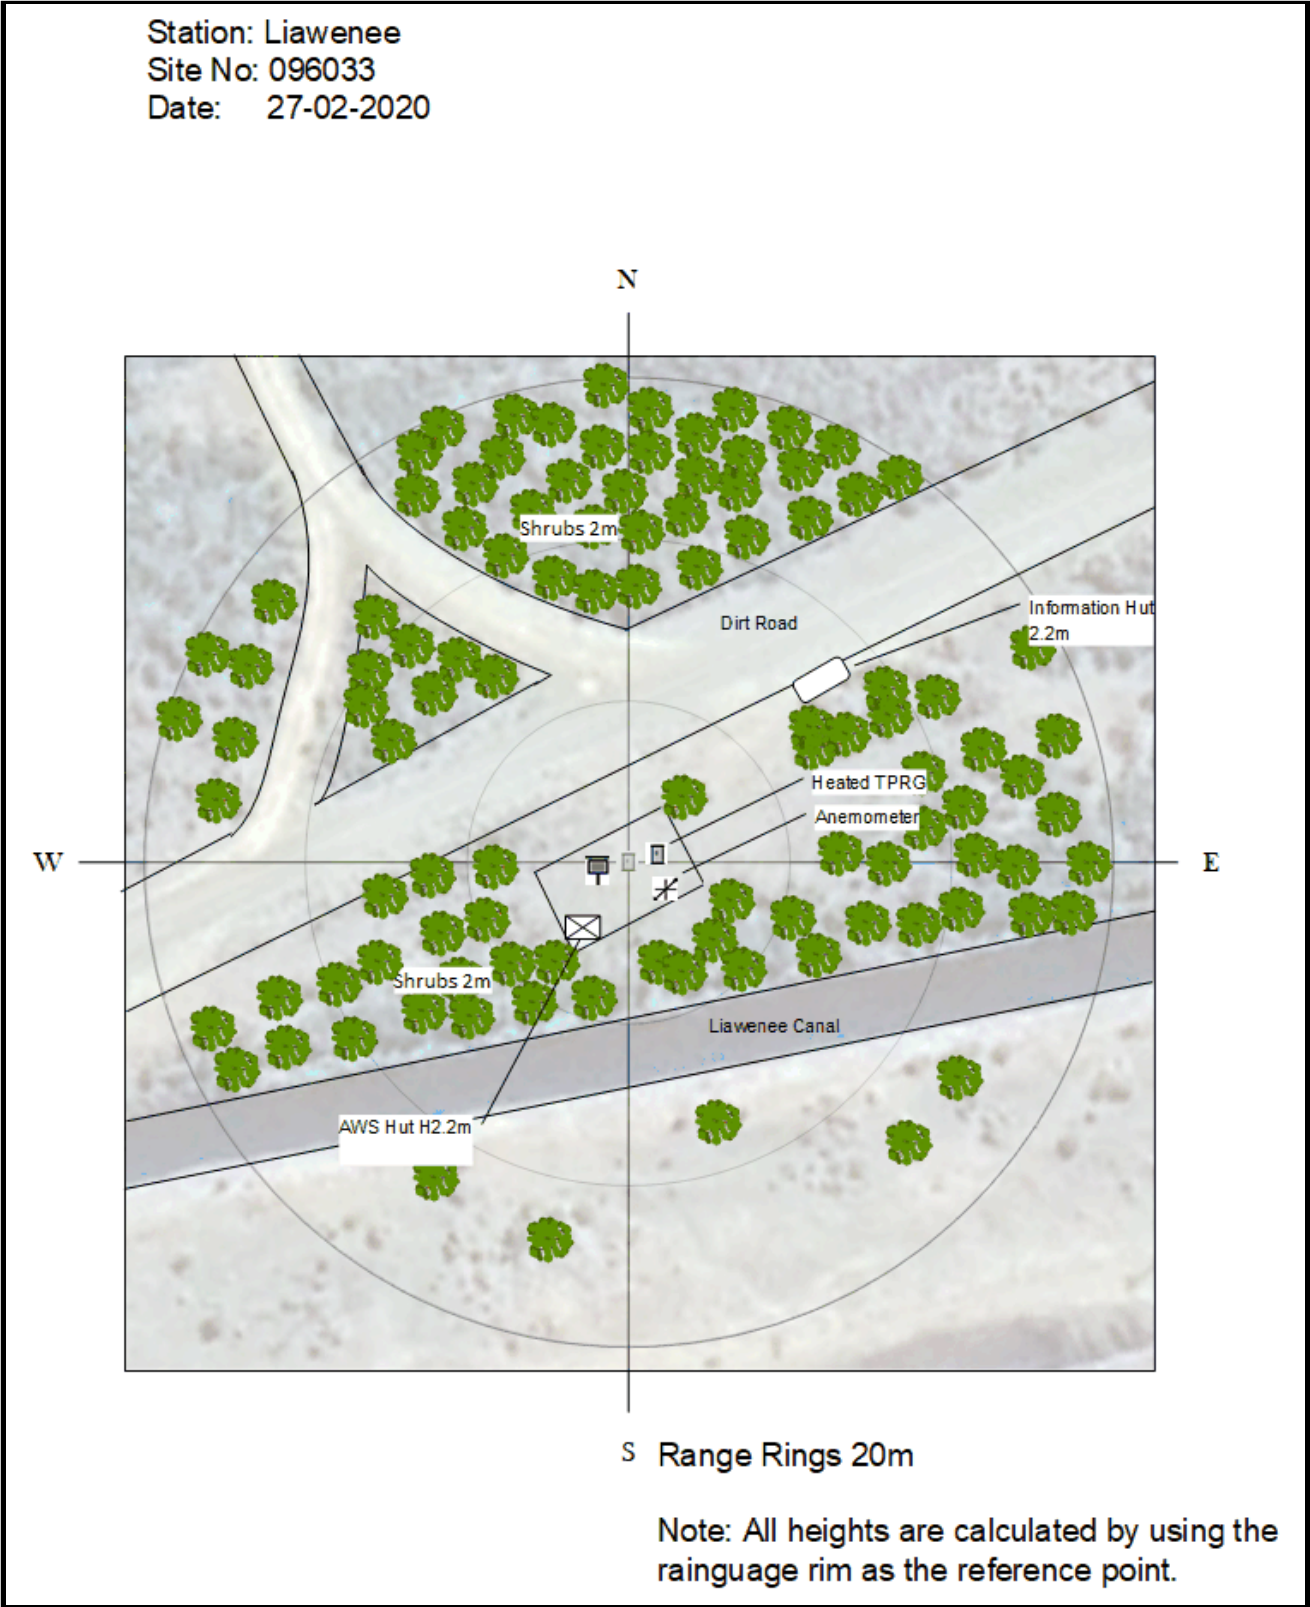 Station: Liawenee
Site No: 096033
Date: 27-02-2020
N
Shrubs 2m
Dirt Road
Information Hut
2.2m
Heated TPRG
Anemometer
W
E
Shrubs 2m
Liawenee Canal
AWS Hut H2.2m
S
Range Rings 20m
Note: All heights are calculated by using the
rainguage rim as the reference point.